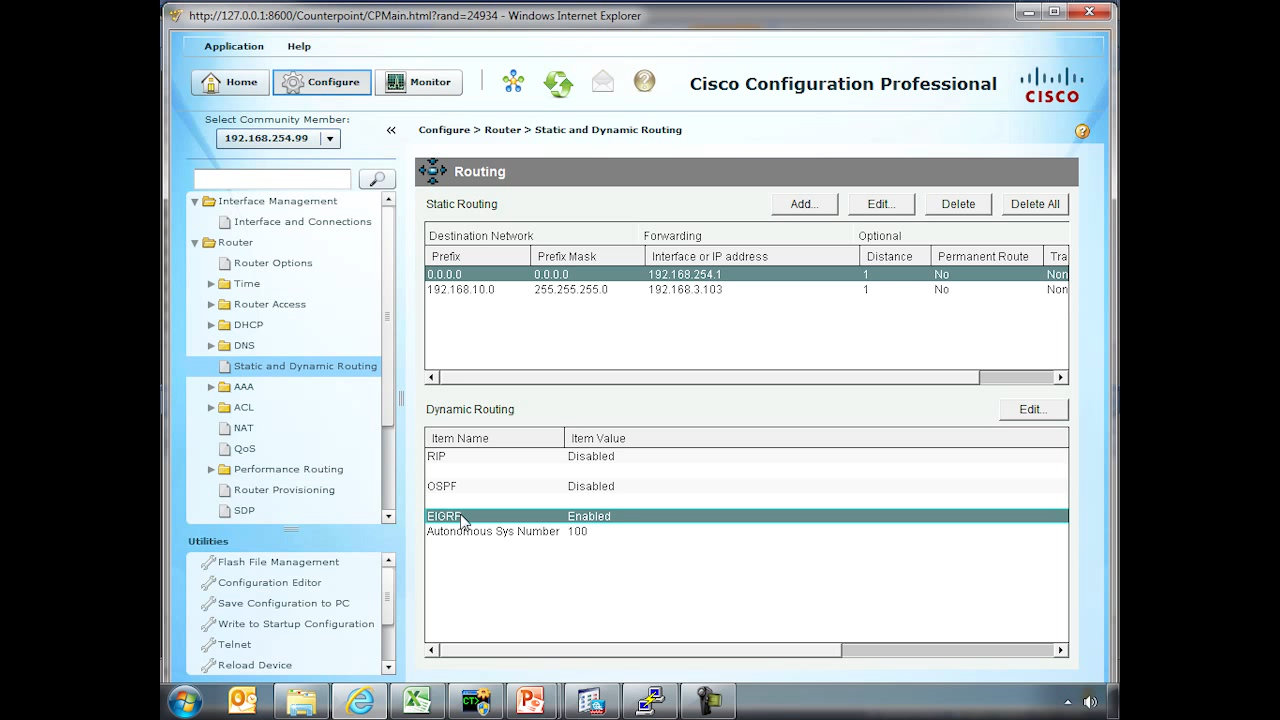 http://127.0.0.1:8600/Counterpoint/CPMain.html?rand=24934 - Windows Internet Explorer
Application Help
Home Configure Monitor
Cisco Configuration Professional
CISCO
Select Community Member:
192.168.254.99
Configure > Router > Static and Dynamic Routing
Interface Management
Interface and Connections
Router
Router Options
Time
Router Access
DHCP
DNS
Static and Dynamic Routing
AAA
ACL
NAT
QoS
Performance Routing
Router Provisioning
SDP
Utilities
Flash File Management
Configuration Editor
Save Configuration to PC
Write to Startup Configuration
Telnet
Reload Device
Routing
Static Routing Add... Edit... Delete Delete All
Destination Network Forwarding Optional
Prefix Prefix Mask Interface or IP address Distance Permanent Route Tra
0.0.0.0 0.0.0.0 192.168.254.1 1 No Non
192.168.10.0 255.255.255.0 192.168.3.103 1 No Non
Dynamic Routing Edit...
Item Name Item Value
RIP Disabled
OSPF Disabled
EIGRP Enabled
Autonomous Sys Number 100